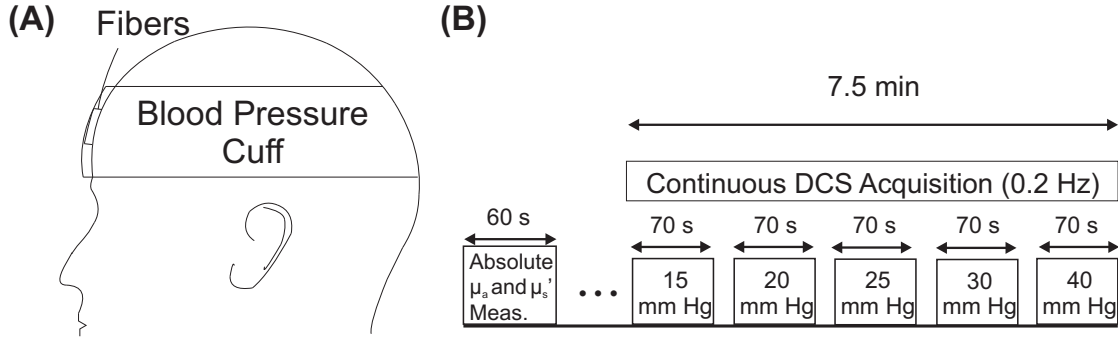 (A)
Fibers
Blood Pressure
Cuff
(B)
7.5 min
Continuous DCS Acquisition (0.2 Hz)
60 s
70 s 70 s 70 s 70 s 70 s
Absolute
μa and μs'
Meas.
...
15
mm Hg
20
mm Hg
25
mm Hg
30
mm Hg
40
mm Hg